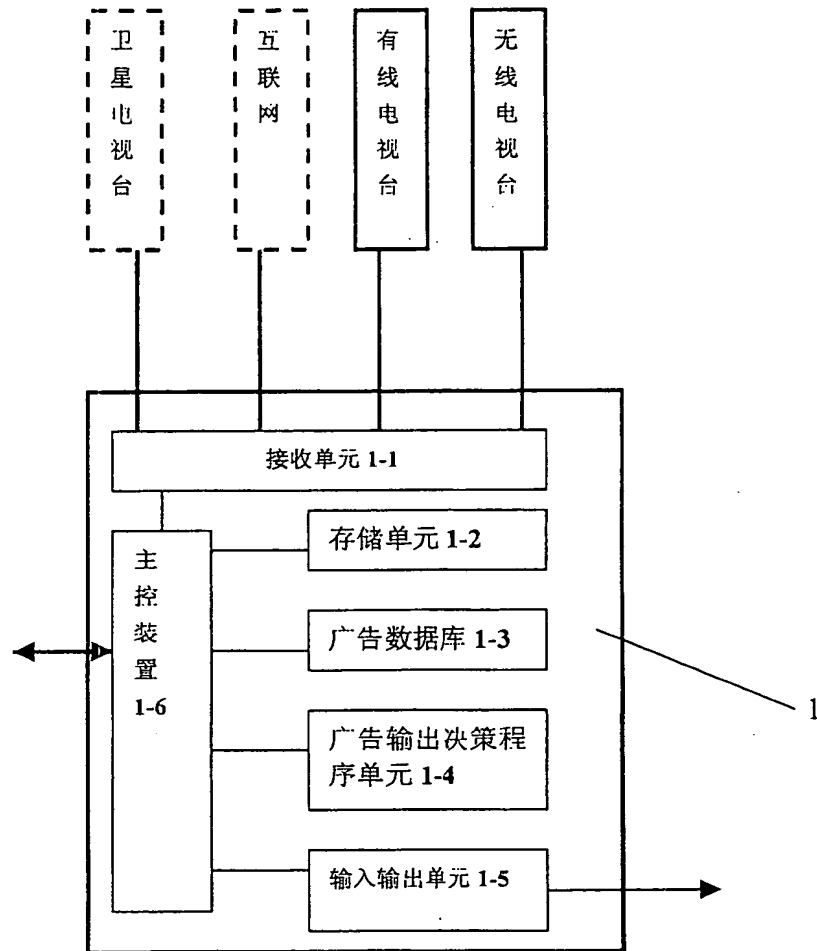 卫星电视台
互联网
有线电视台
无线电视台
接收单元 1-1
主控装置
1-6
存储单元 1-2
广告数据库 1-3
广告输出决策程
序单元 1-4
输入输出单元 1-5
1